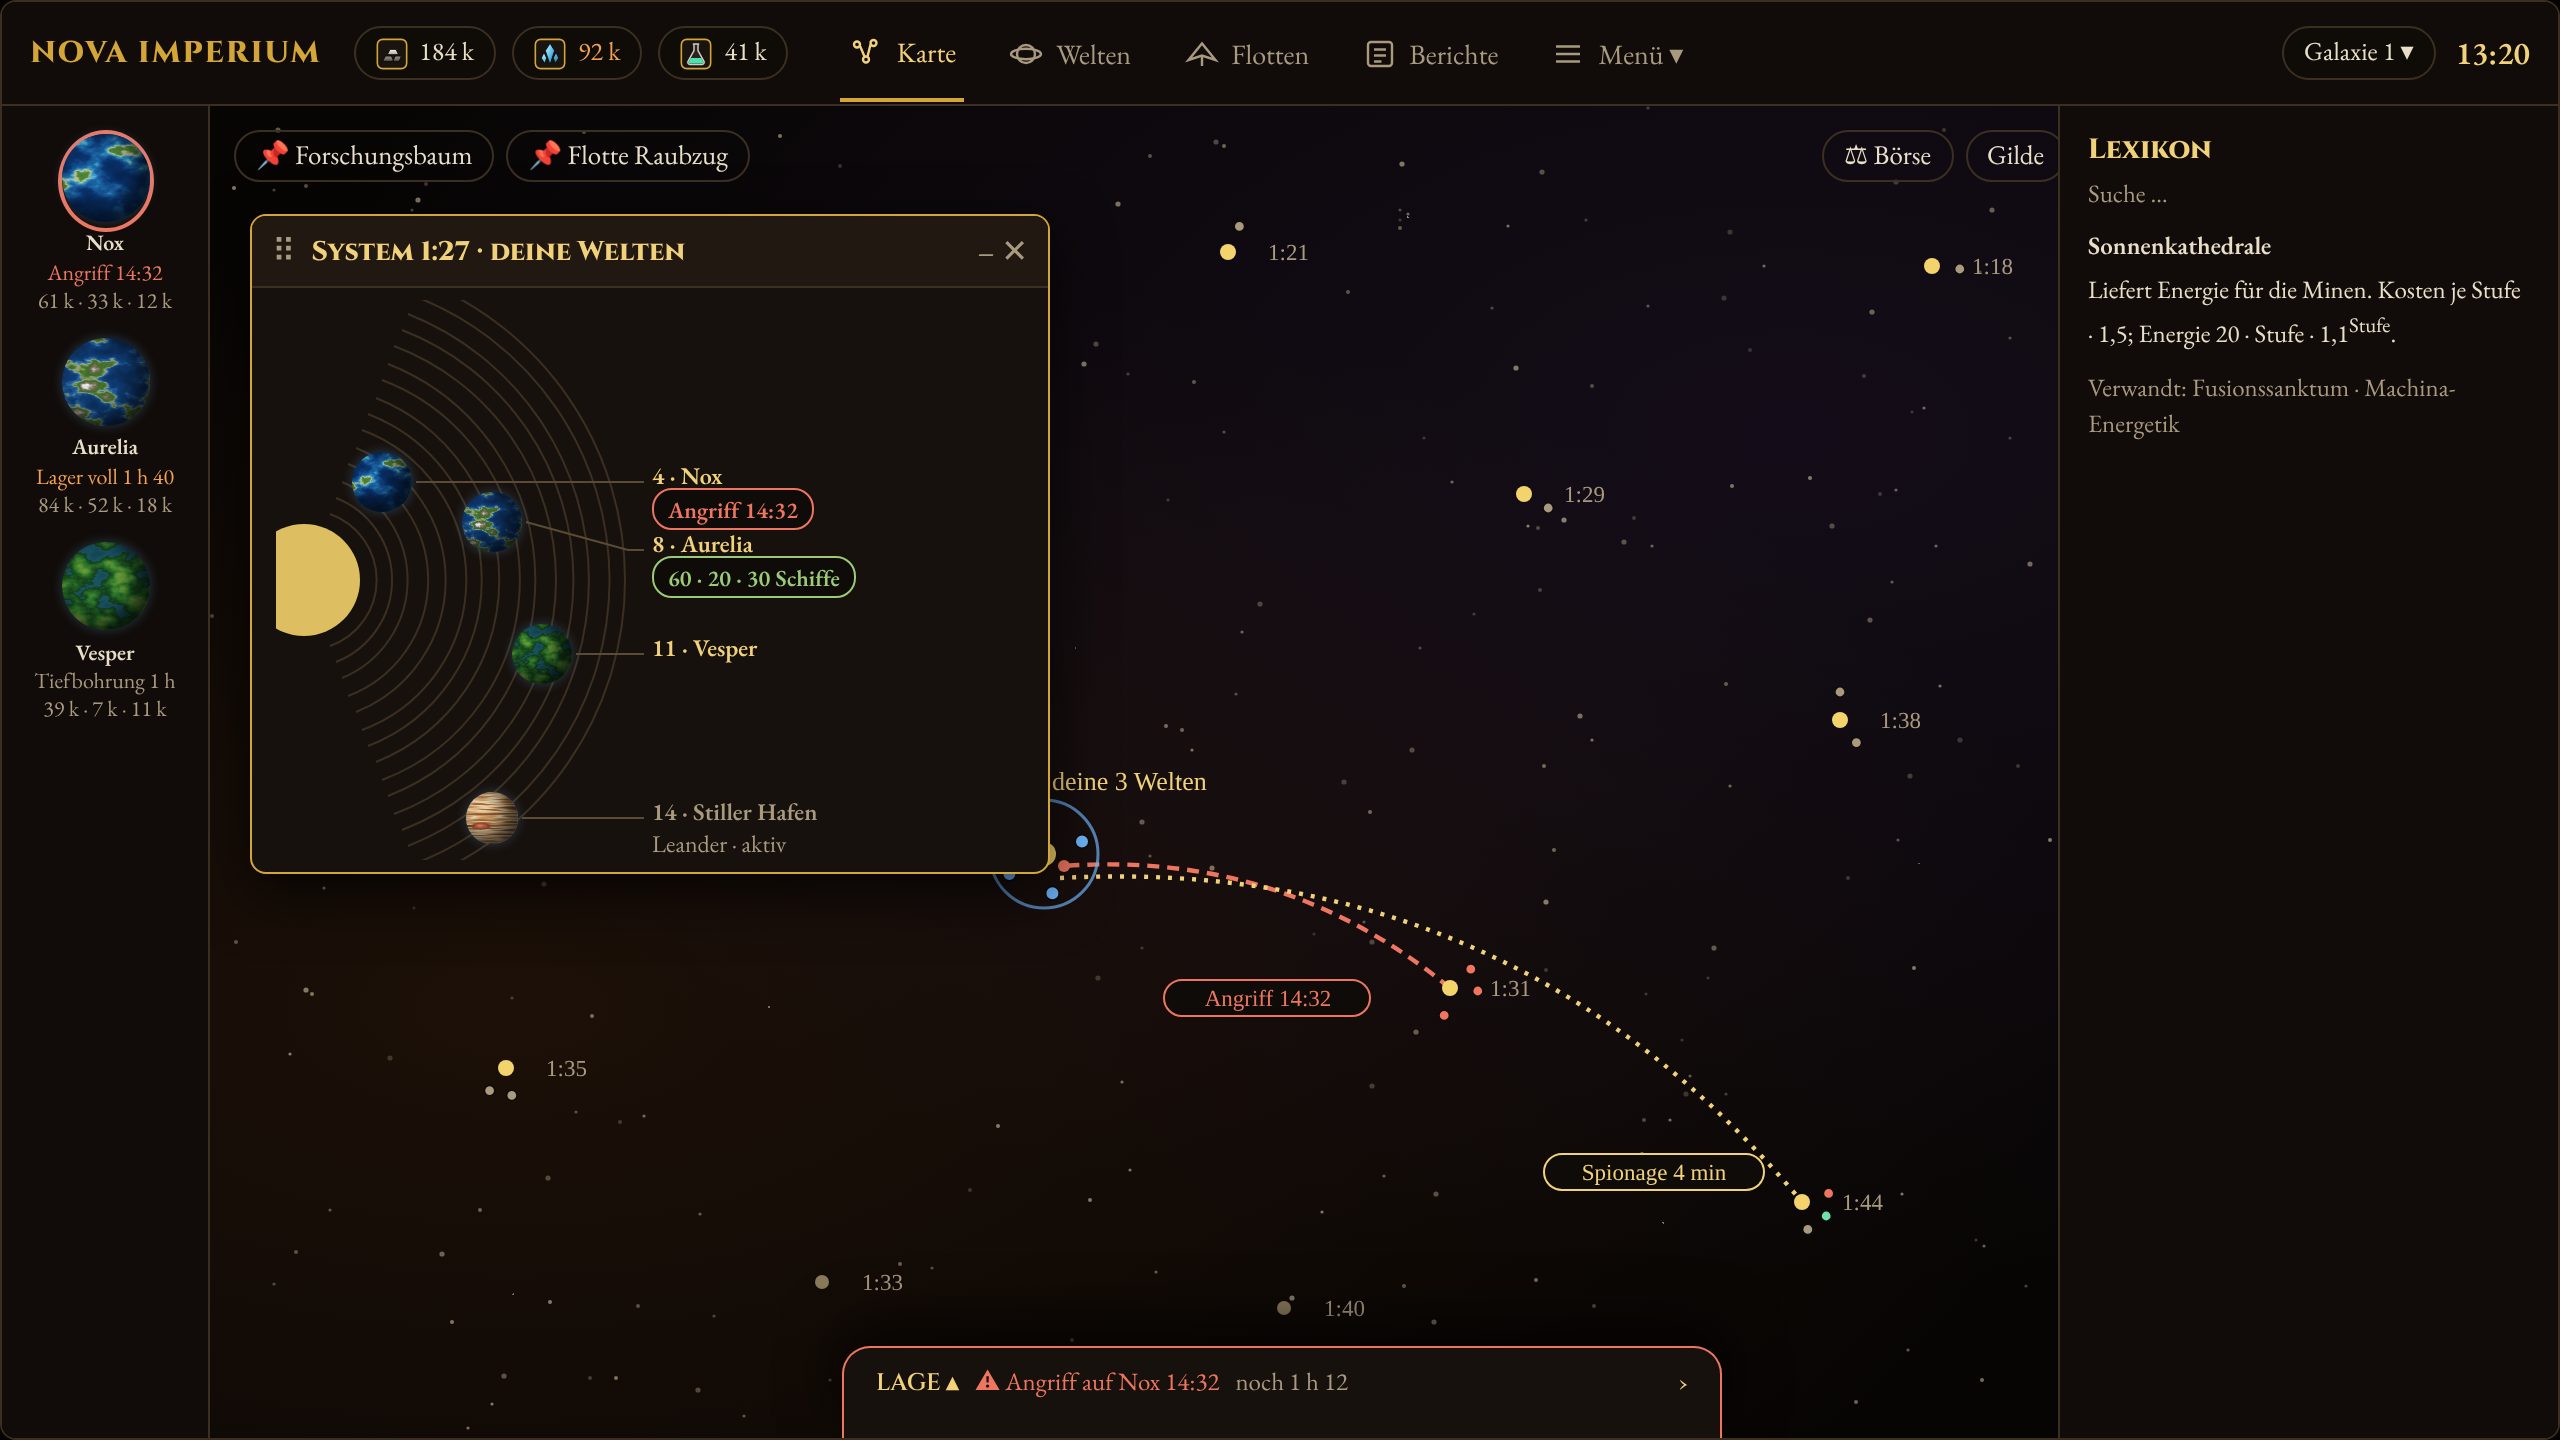 NOVA IMPERIUM
184 k
92 k
41 k
Karte
Welten
Flotten
Berichte
Menü ▾
Galaxie 1 ▾
13:20
Nox
Angriff 14:32
61 k · 33 k · 12 k
Aurelia
Lager voll 1 h 40
84 k · 52 k · 18 k
Vesper
Tiefbohrung 1 h
39 k · 7 k · 11 k
📌 Forschungsbaum
📌 Flotte Raubzug
⚖ Börse
Gilde
System 1:27 · deine Welten
– ✕
4 · Nox
Angriff 14:32
8 · Aurelia
60 · 20 · 30 Schiffe
11 · Vesper
14 · Stiller Hafen
Leander · aktiv
1:21
1:18
1:29
1:38
deine 3 Welten
Angriff 14:32
1:31
1:35
Spionage 4 min
1:44
1:33
1:40
LAGE ▴ ⚠ Angriff auf Nox 14:32 noch 1 h 12 ›
Lexikon
Suche ...
Sonnenkathedrale
Liefert Energie für die Minen. Kosten je Stufe
· 1,5; Energie 20 · Stufe · 1,1^Stufe.
Verwandt: Fusionssanktum · Machina-
Energetik